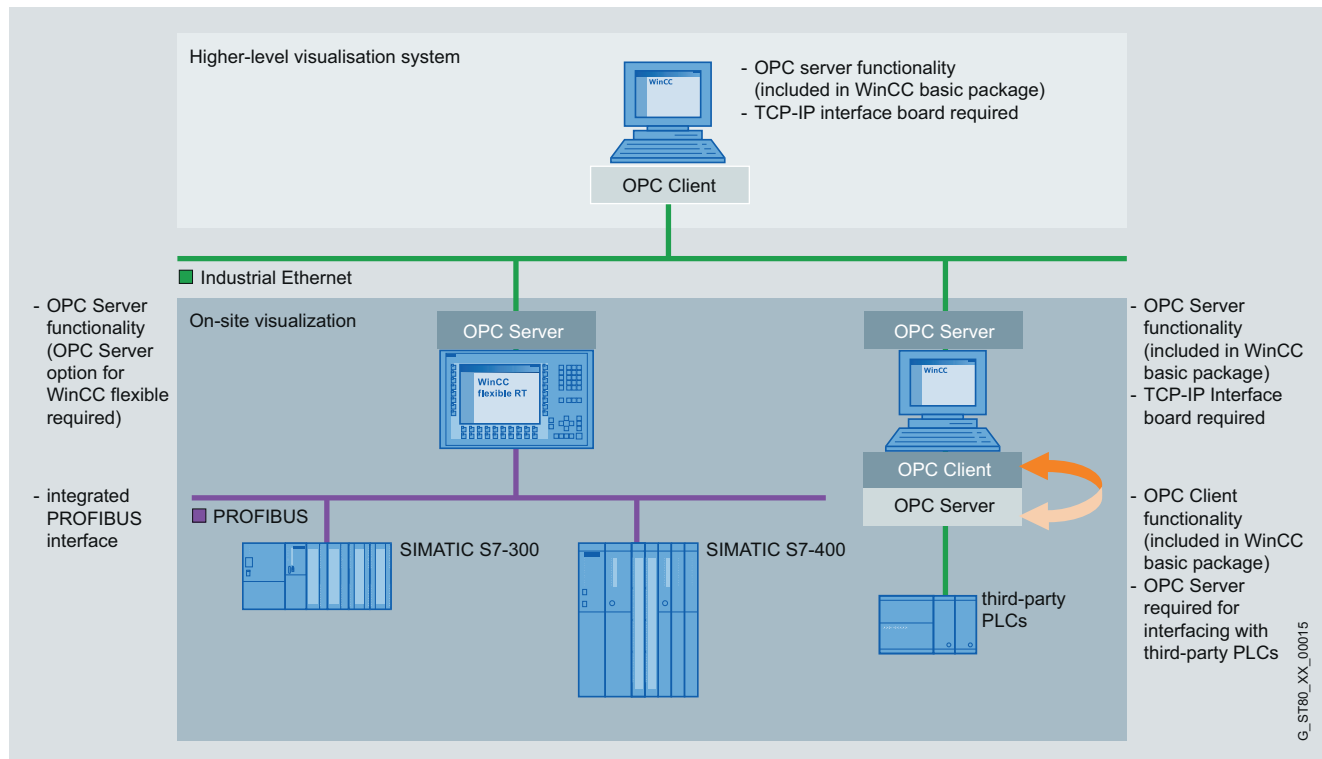 Higher-level visualisation system
WinCC
- OPC server functionality
(included in WinCC basic package)
- TCP-IP interface board required
OPC Client
Industrial Ethernet
- OPC Server
functionality
(OPC Server
option for
WinCC flexible
required)
On-site visualization
OPC Server
WinCC
flexible RT
OPC Server
WinCC
OPC Client
OPC Server
- OPC Server
functionality
(included in WinCC
basic package)
- TCP-IP Interface
board required
- integrated
PROFIBUS
interface
PROFIBUS
SIMATIC S7-300
SIMATIC S7-400
third-party
PLCs
- OPC Client
functionality
(included in WinCC
basic package)
- OPC Server
required for
interfacing with
third-party PLCs
G_ST80_XX_00015